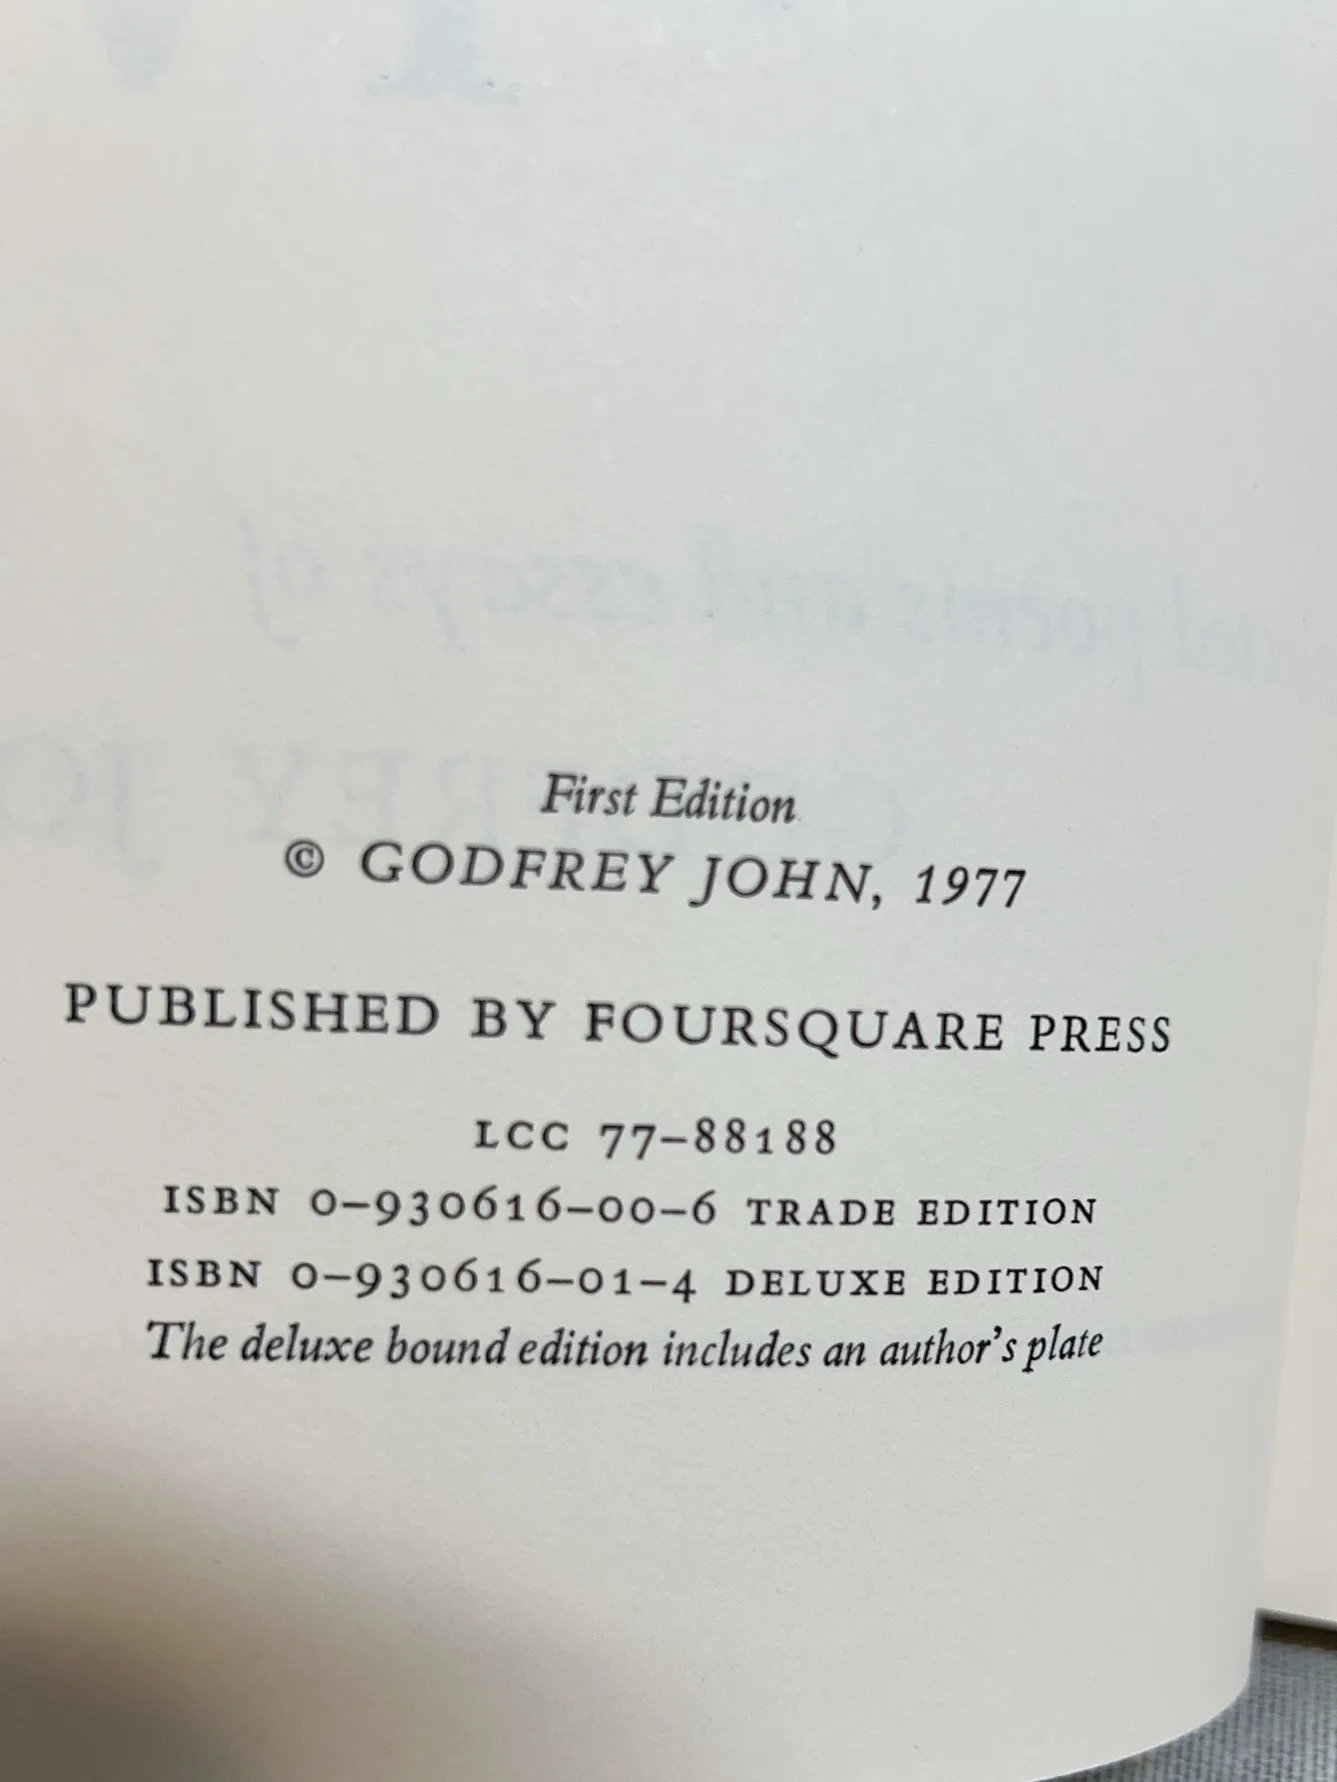 First Edition
© GODFREY JOHN, 1977
PUBLISHED BY FOURSQUARE PRESS
LCC 77–88188
ISBN 0–930616–00–6 TRADE EDITION
ISBN 0–930616–01–4 DELUXE EDITION
The deluxe bound edition includes an author's plate